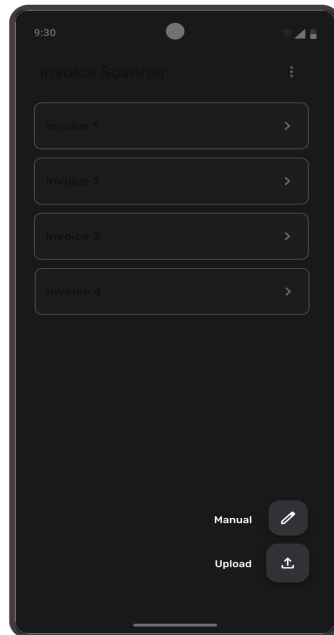 9:30
Invoice Scanner
Invoice 1
Invoice 2
Invoice 3
Invoice 4
Manual
Upload